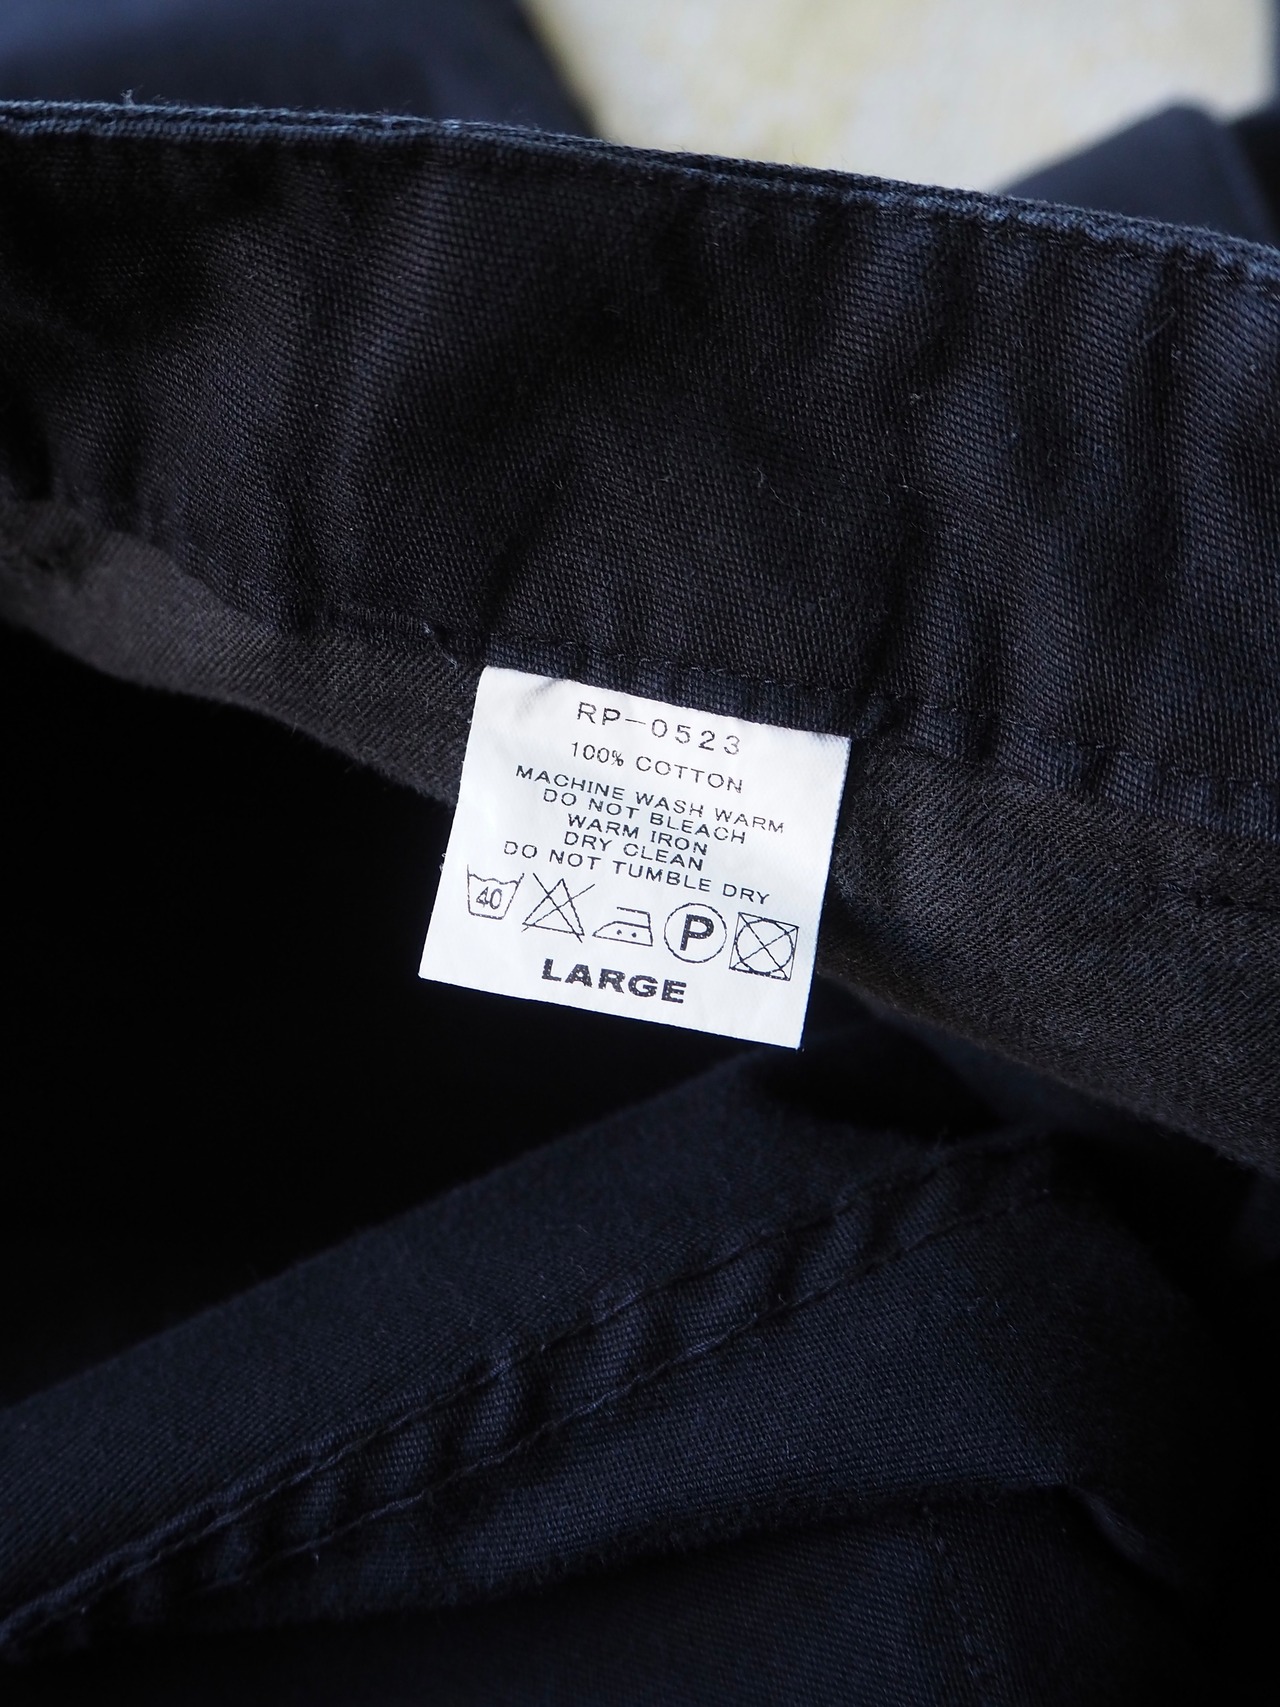 RP-0523
100% COTTON
MACHINE WASH WARM
DO NOT BLEACH
WARM IRON
DRY CLEAN
DO NOT TUMBLE DRY
40 P
LARGE